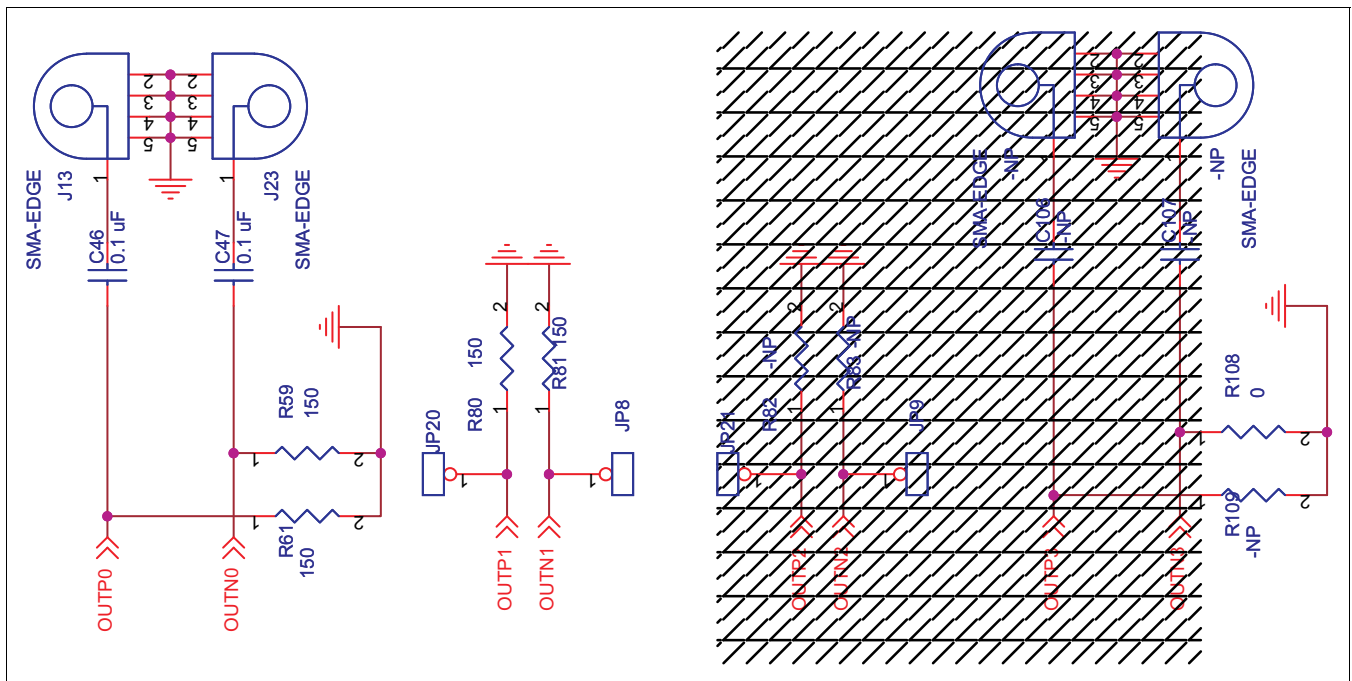 2
3
4
5
2
3
4
5
1
J13
SMA-EDGE
1
J23
SMA-EDGE
C46
0.1 uF
C47
0.1 uF
R59
150
1
2
R61
150
1
2
OUTP0
OUTN0
150
R80
2
1
150
R81
2
1
JP20
1
JP8
1
OUTP1
OUTN1
-NP
R82
2
1
-NP
R83
2
1
JP21
1
JP9
1
OUTP2
OUTN2
2
3
4
5
2
3
4
5
SMA-EDGE
-NP
-NP
SMA-EDGE
C106
-NP
C107
-NP
R108
0
1
2
R109
-NP
1
2
OUTP3
OUTN3